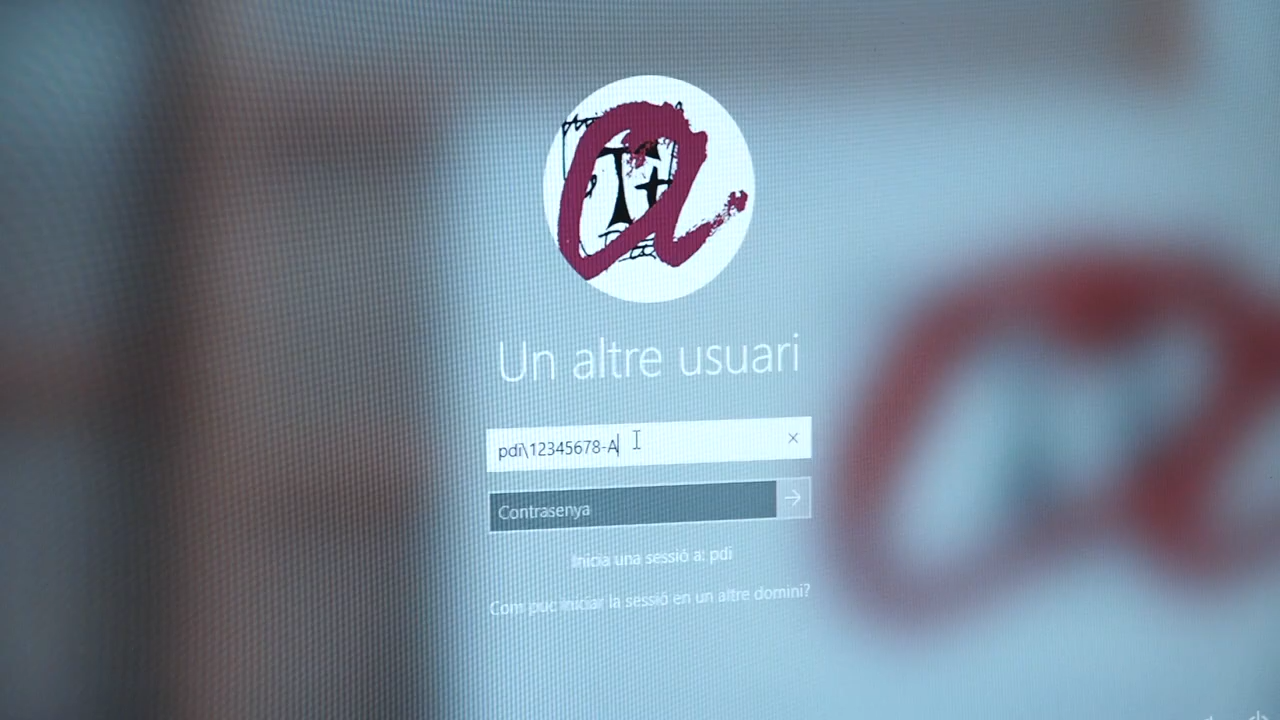 Un altre usuari
pdi\12345678-A
Contrasenya
Inicia una sessió a: pdi
Com puc iniciar la sessió en un altre domini?